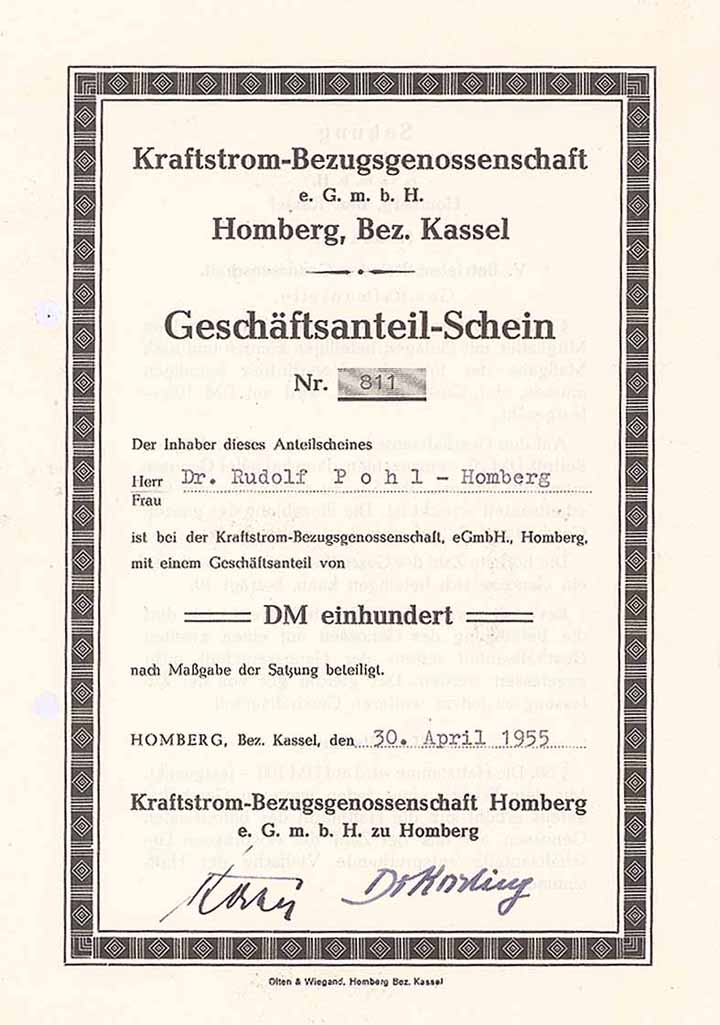 Kraftstrom-Bezugsgenossenschaft
e. G. m. b. H.
Homberg, Bez. Kassel
Geschäftsanteil-Schein
Nr. 811
Der Inhaber dieses Anteilscheines
Herr Dr. Rudolf P o h l - Homberg
Frau
ist bei der Kraftstrom-Bezugsgenossenschaft, eGmbH., Homberg,
mit einem Geschäftsanteil von
DM einhundert
nach Maßgabe der Satzung beteiligt.
HOMBERG, Bez. Kassel, den 30. April 1955
Kraftstrom-Bezugsgenossenschaft Homberg
e. G. m. b. H. zu Homberg
Olten & Wiegand, Homberg Bez. Kassel